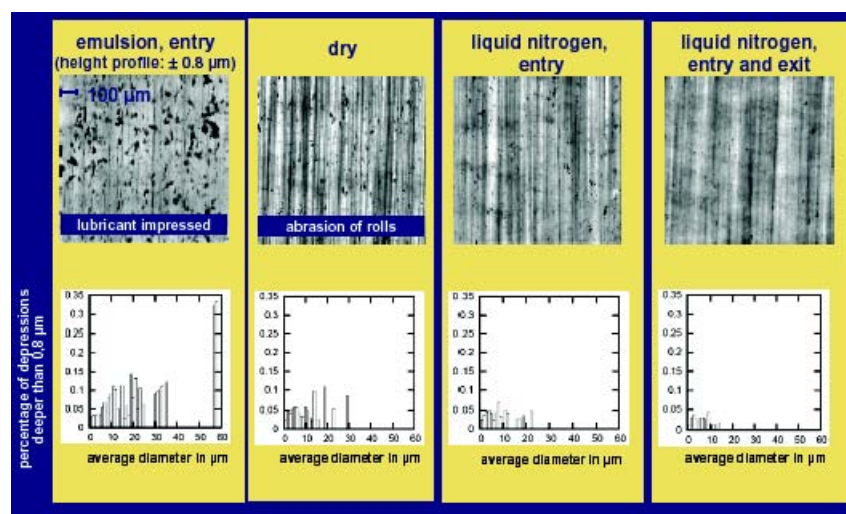 emulsion, entry
(height profile: ± 0.8 µm)
dry
liquid nitrogen,
entry
liquid nitrogen,
entry and exit
100 µm
lubricant impressed
abrasion of rolls
percentage of depressions
deeper than 0,8 µm
0.35
0.3
0.25
0.2
0.15
0.1
0.05
0
0 10 20 30 40 50 60
average diameter in µm
0.35
0.3
0.25
0.2
0.15
0.1
0.05
0
0 10 20 30 40 50 60
average diameter in µm
0.35
0.3
0.25
0.2
0.15
0.1
0.05
0
0 10 20 30 40 50 60
average diameter in µm
0.35
0.3
0.25
0.2
0.15
0.1
0.05
0
0 10 20 30 40 50 60
average diameter in µm